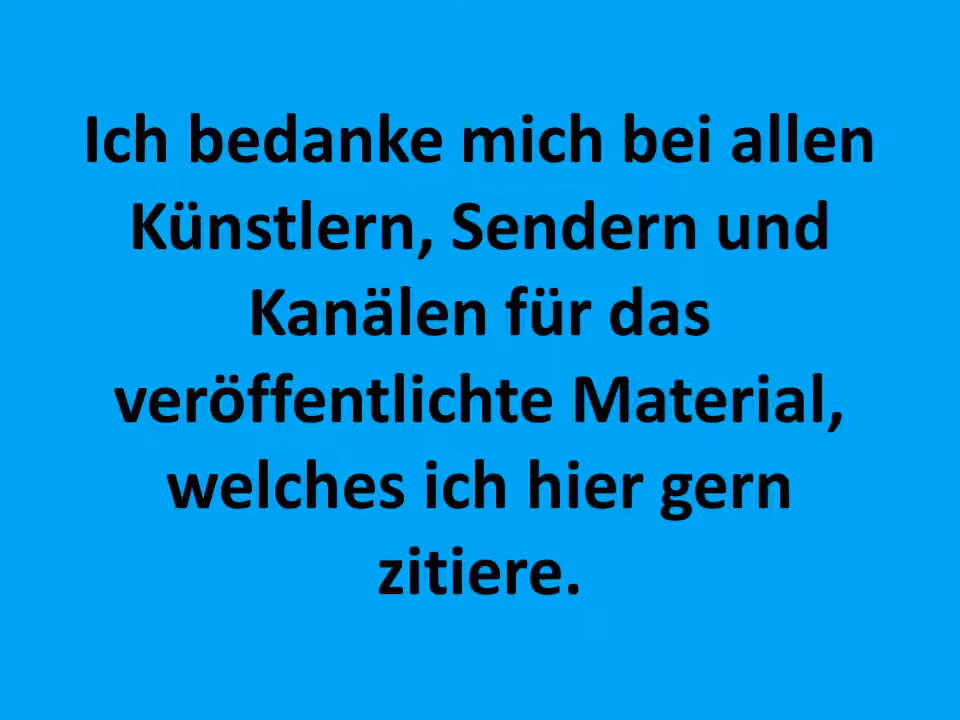 Ich bedanke mich bei allen
Künstlern, Sendern und
Kanälen für das
veröffentlichte Material,
welches ich hier gern
zitiere.